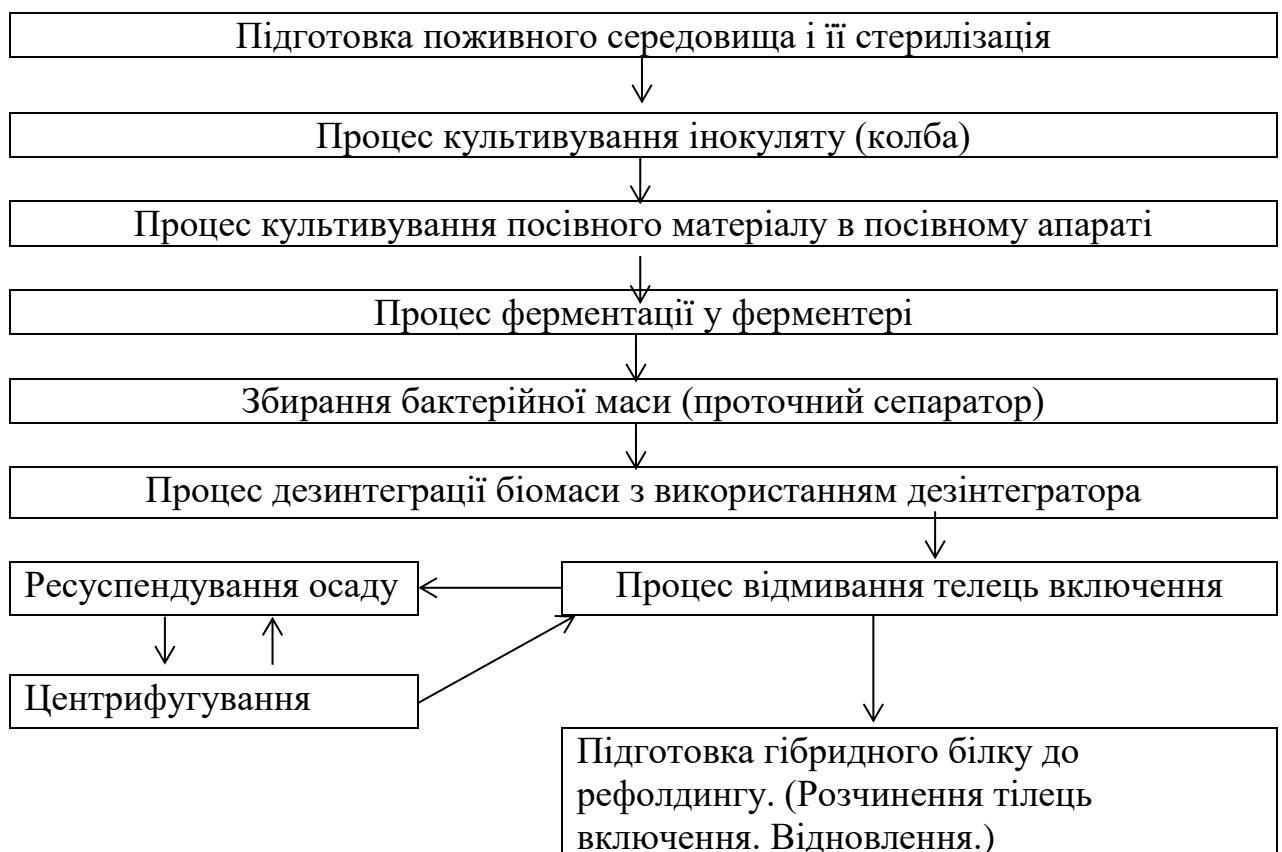 Підготовка поживного середовища і її стерилізація
Процес культивування інокуляту (колба)
Процес культивування посівного матеріалу в посівному апараті
Процес ферментації у ферментері
Збирання бактерійної маси (проточний сепаратор)
Процес дезинтеграції біомаси з використанням дезінтегратора
Ресуспендування осаду
Процес відмивання телець включення
Центрифугування
Підготовка гібридного білку до
рефолдингу. (Розчинення тілець
включення. Відновлення.)